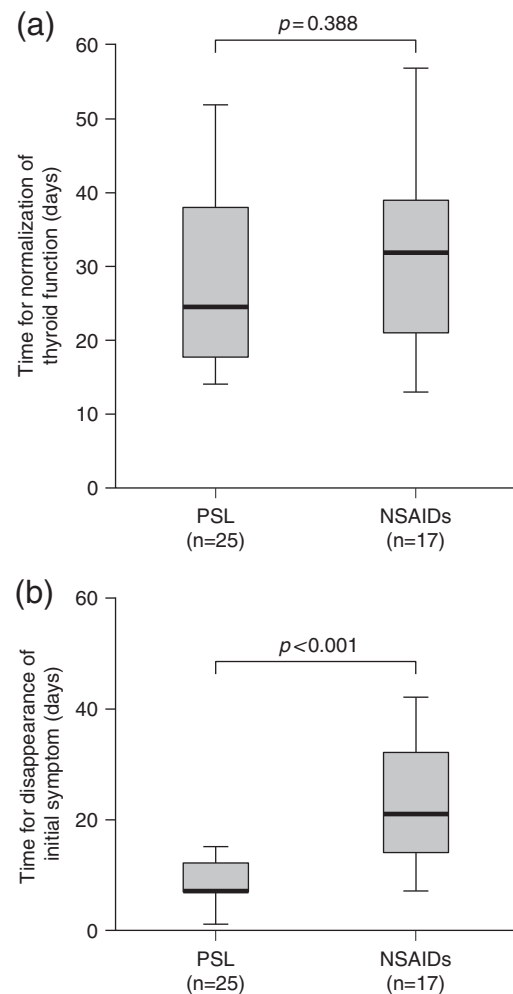 (a)
p=0.388
60
50
40
30
20
10
0
Time for normalization of
thyroid function (days)
PSL
(n=25)
NSAIDs
(n=17)
(b)
p<0.001
60
40
20
0
Time for disappearance of
initial symptom (days)
PSL
(n=25)
NSAIDs
(n=17)